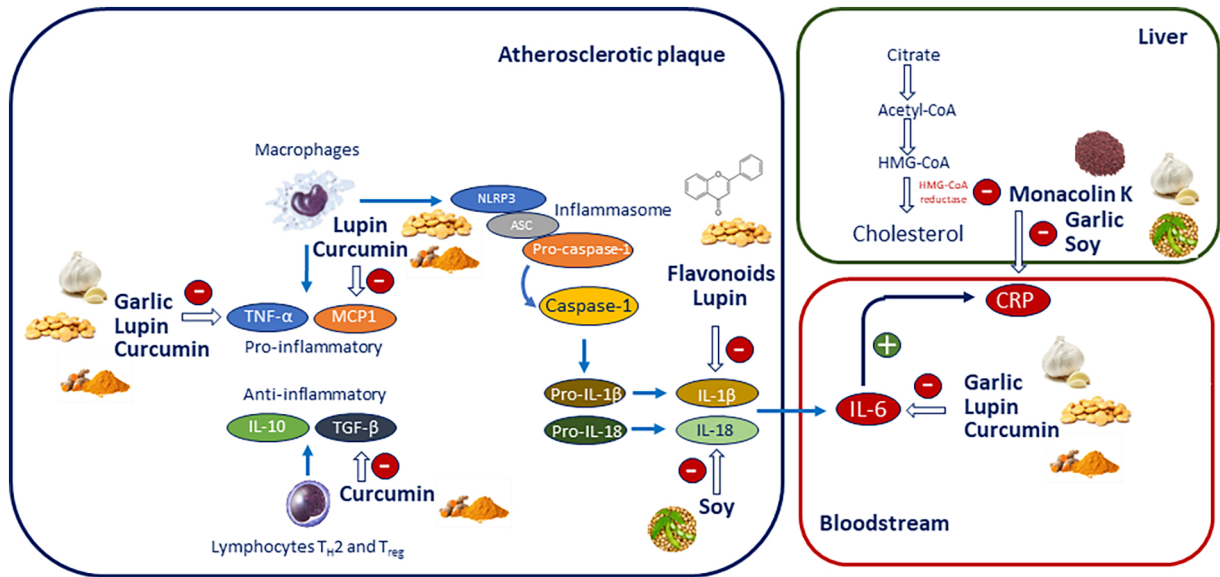 Atherosclerotic plaque
Macrophages
NLRP3
ASC
Inflammasome
Pro-caspase-1
Caspase-1
Lupin
Curcumin
-
Garlic
Lupin
Curcumin
-
TNF-α
MCP1
Pro-inflammatory
Anti-inflammatory
IL-10
TGF-β
-
Curcumin
Lymphocytes TH2 and Treg
Flavonoids
Lupin
-
Pro-IL-1β
IL-1β
Pro-IL-18
IL-18
-
Soy
Liver
Citrate
Acetyl-CoA
HMG-CoA
HMG-CoA
reductase
-
Monacolin K
Garlic
Soy
-
Cholesterol
CRP
+
IL-6
-
Garlic
Lupin
Curcumin
Bloodstream